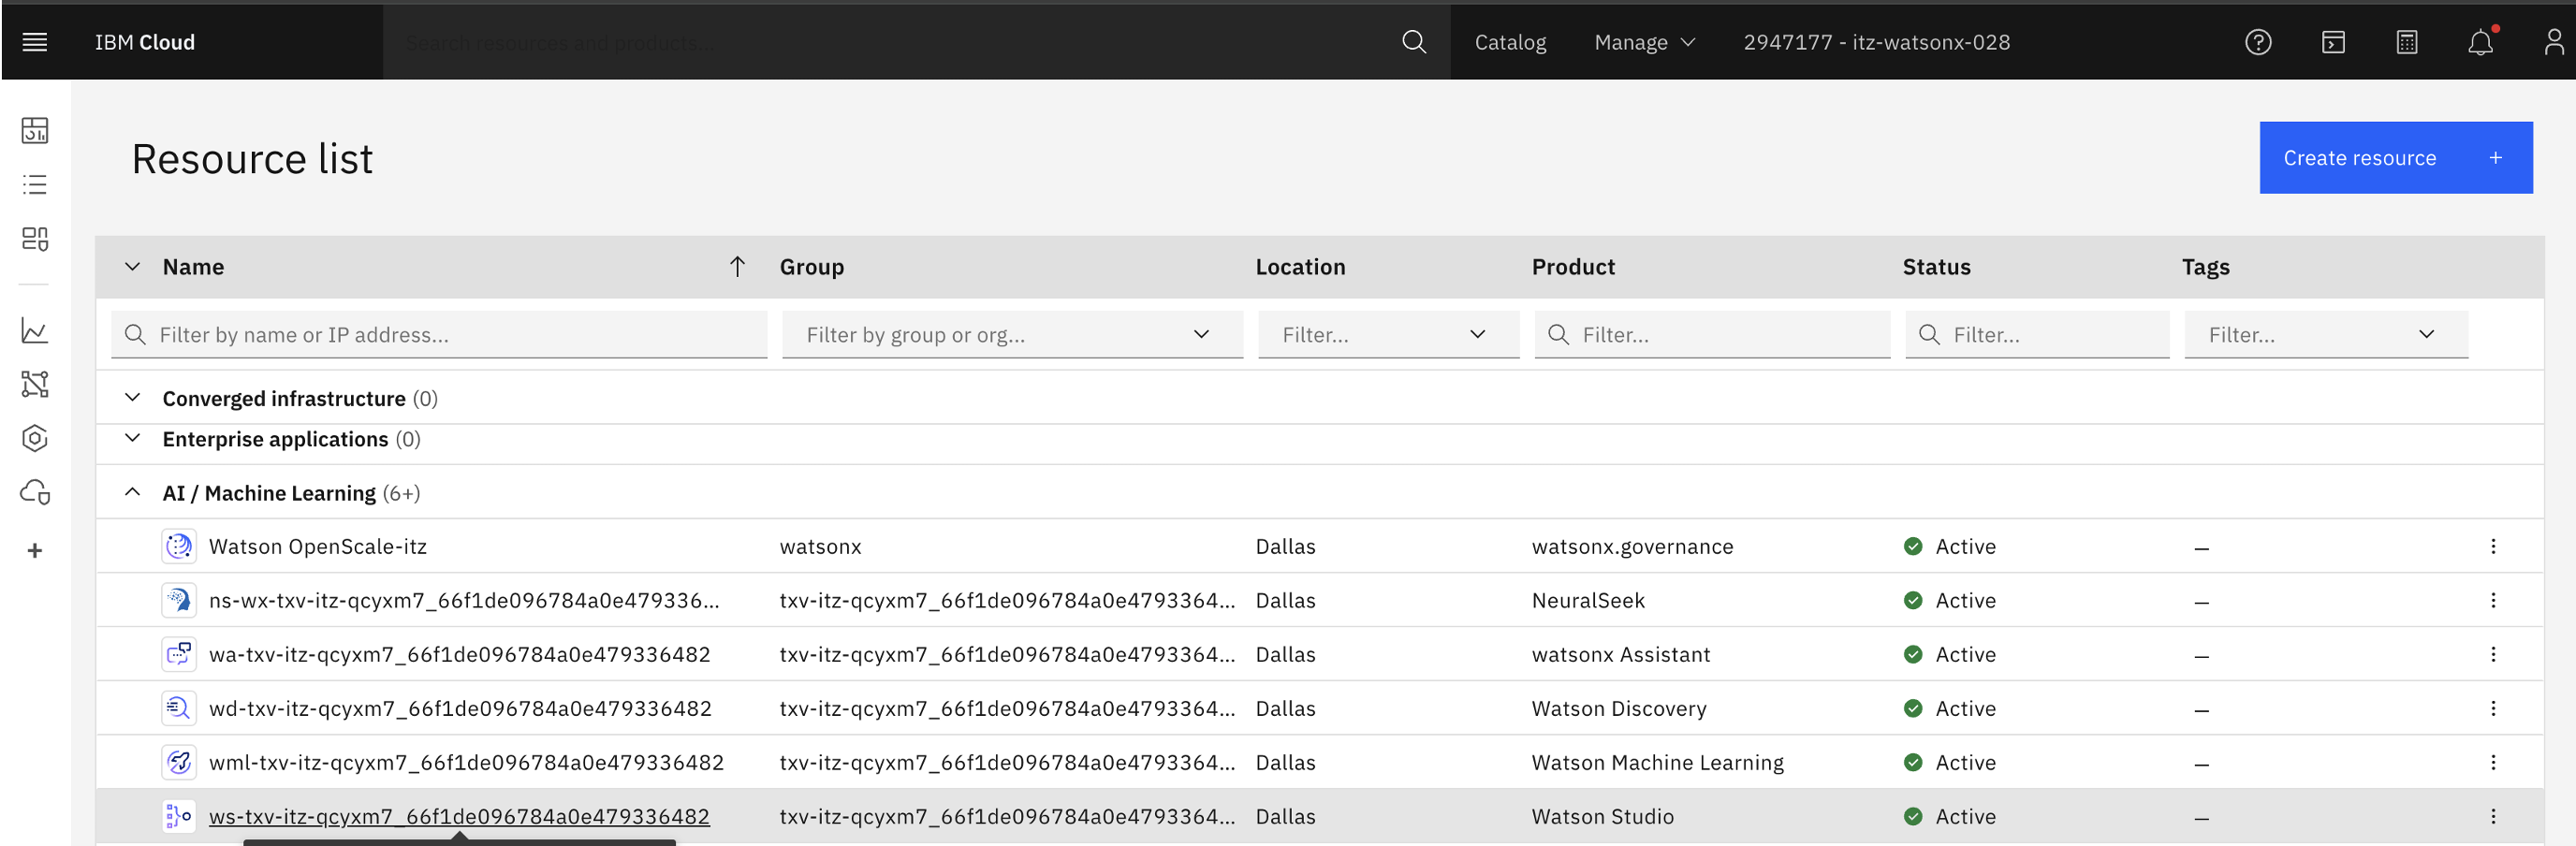 IBM Cloud
Search resources and products...
Catalog
Manage
2947177 - itz-watsonx-028
Resource list
Create resource +
Name Group Location Product Status Tags
Filter by name or IP address... Filter by group or org... Filter... Filter... Filter... Filter...
Converged infrastructure (0)
Enterprise applications (0)
AI / Machine Learning (6+)
Watson OpenScale-itz watsonx Dallas watsonx.governance Active –
ns-wx-txv-itz-qcyxm7_66f1de096784a0e479336... txv-itz-qcyxm7_66f1de096784a0e4793364... Dallas NeuralSeek Active –
wa-txv-itz-qcyxm7_66f1de096784a0e479336482 txv-itz-qcyxm7_66f1de096784a0e4793364... Dallas watsonx Assistant Active –
wd-txv-itz-qcyxm7_66f1de096784a0e479336482 txv-itz-qcyxm7_66f1de096784a0e4793364... Dallas Watson Discovery Active –
wml-txv-itz-qcyxm7_66f1de096784a0e479336482 txv-itz-qcyxm7_66f1de096784a0e4793364... Dallas Watson Machine Learning Active –
ws-txv-itz-qcyxm7_66f1de096784a0e479336482 txv-itz-qcyxm7_66f1de096784a0e4793364... Dallas Watson Studio Active –